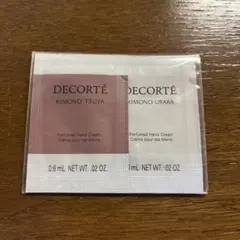 DECORTÉ
KIMONO TSUYA
Perfumed Hand Cream
Crème pour les Mains
0.6 mL NET WT. .02 OZ.
DECORTÉ
KIMONO URARA
Perfumed Hand Cream
Crème pour les Mains
mL NET WT. .02 OZ.